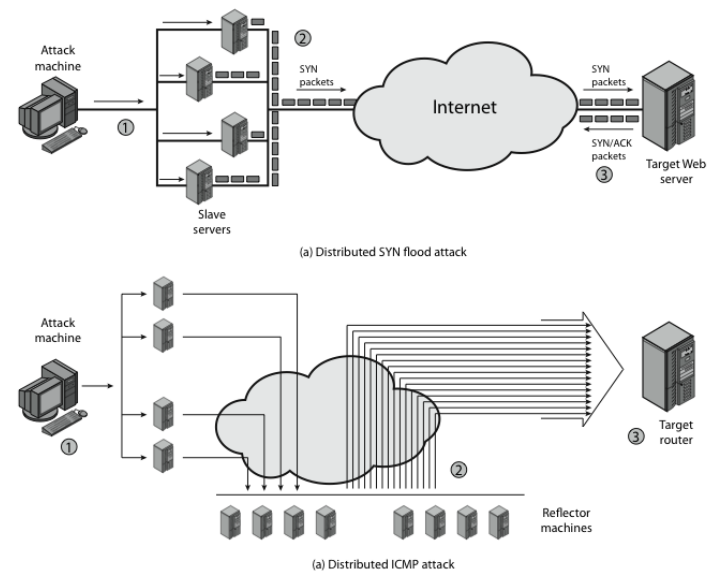 Attack
machine
1
2
SYN
packets
Internet
SYN
packets
SYN/ACK
packets
3
Target Web
server
Slave
servers
(a) Distributed SYN flood attack
Attack
machine
1
2
3
Target
router
Reflector
machines
(a) Distributed ICMP attack